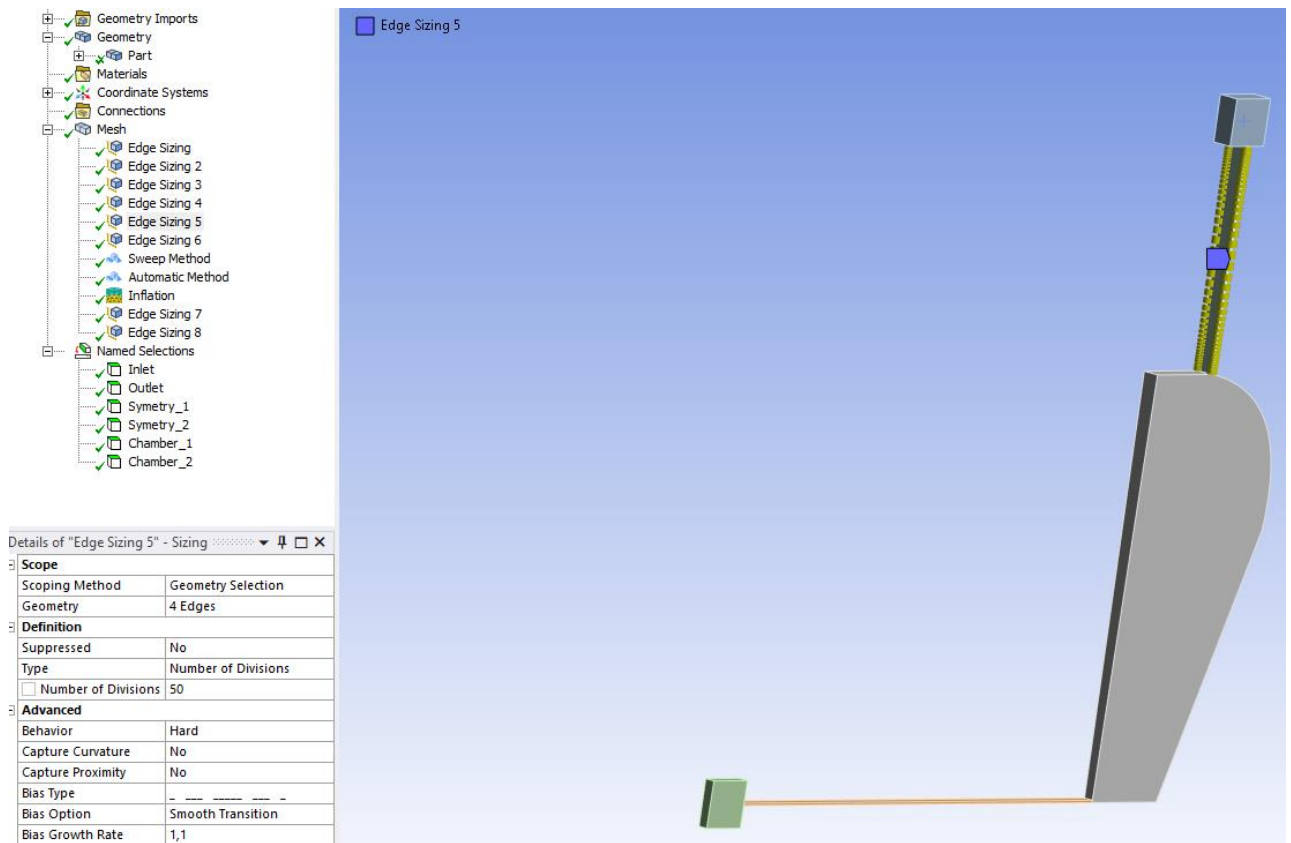 Geometry Imports
Geometry
Part
Materials
Coordinate Systems
Connections
Mesh
Edge Sizing
Edge Sizing 2
Edge Sizing 3
Edge Sizing 4
Edge Sizing 5
Edge Sizing 6
Sweep Method
Automatic Method
Inflation
Edge Sizing 7
Edge Sizing 8
Named Selections
Inlet
Outlet
Symetry_1
Symetry_2
Chamber_1
Chamber_2
Details of "Edge Sizing 5" - Sizing
Scope
Scoping Method Geometry Selection
Geometry 4 Edges
Definition
Suppressed No
Type Number of Divisions
Number of Divisions 50
Advanced
Behavior Hard
Capture Curvature No
Capture Proximity No
Bias Type _ ___ _____ ___ _
Bias Option Smooth Transition
Bias Growth Rate 1,1
Edge Sizing 5